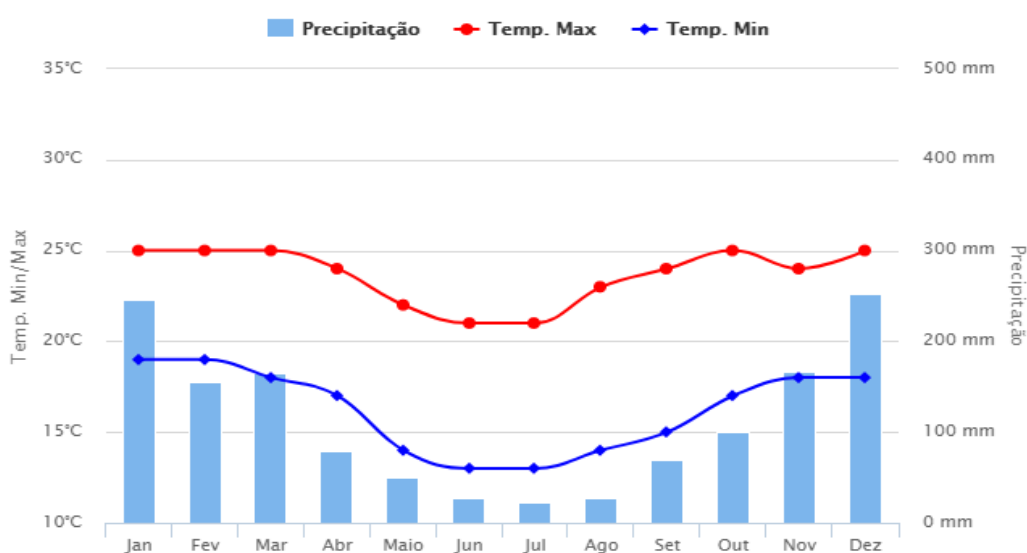 Precipitação Temp. Max Temp. Min
35°C 500 mm
30°C 400 mm
25°C 300 mm
20°C 200 mm
15°C 100 mm
10°C 0 mm
Temp. Min/Max
Precipitação
Jan Fev Mar Abr Maio Jun Jul Ago Set Out Nov Dez